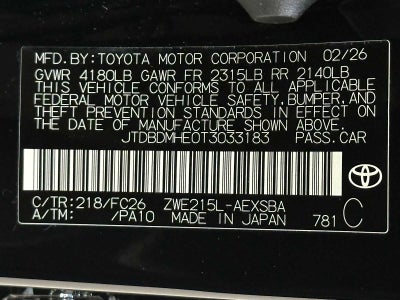 MFD.BY:TOYOTA MOTOR CORPORATION 02/26
GVWR 4180LB GAWR FR 2315LB RR 2140LB
THIS VEHICLE CONFORMS TO ALL APPLICABLE
FEDERAL MOTOR VEHICLE SAFETY, BUMPER, AND
THEFT PREVENTION STANDARDS IN EFFECT ON
THE DATE OF MANUFACTURE SHOWN ABOVE.
JTDBDMHE0T3033183 PASS.CAR
TOYOTA
C/TR:218/FC26 ZWE215L-AEXSBA
A/TM: /PA10 MADE IN JAPAN 781 C